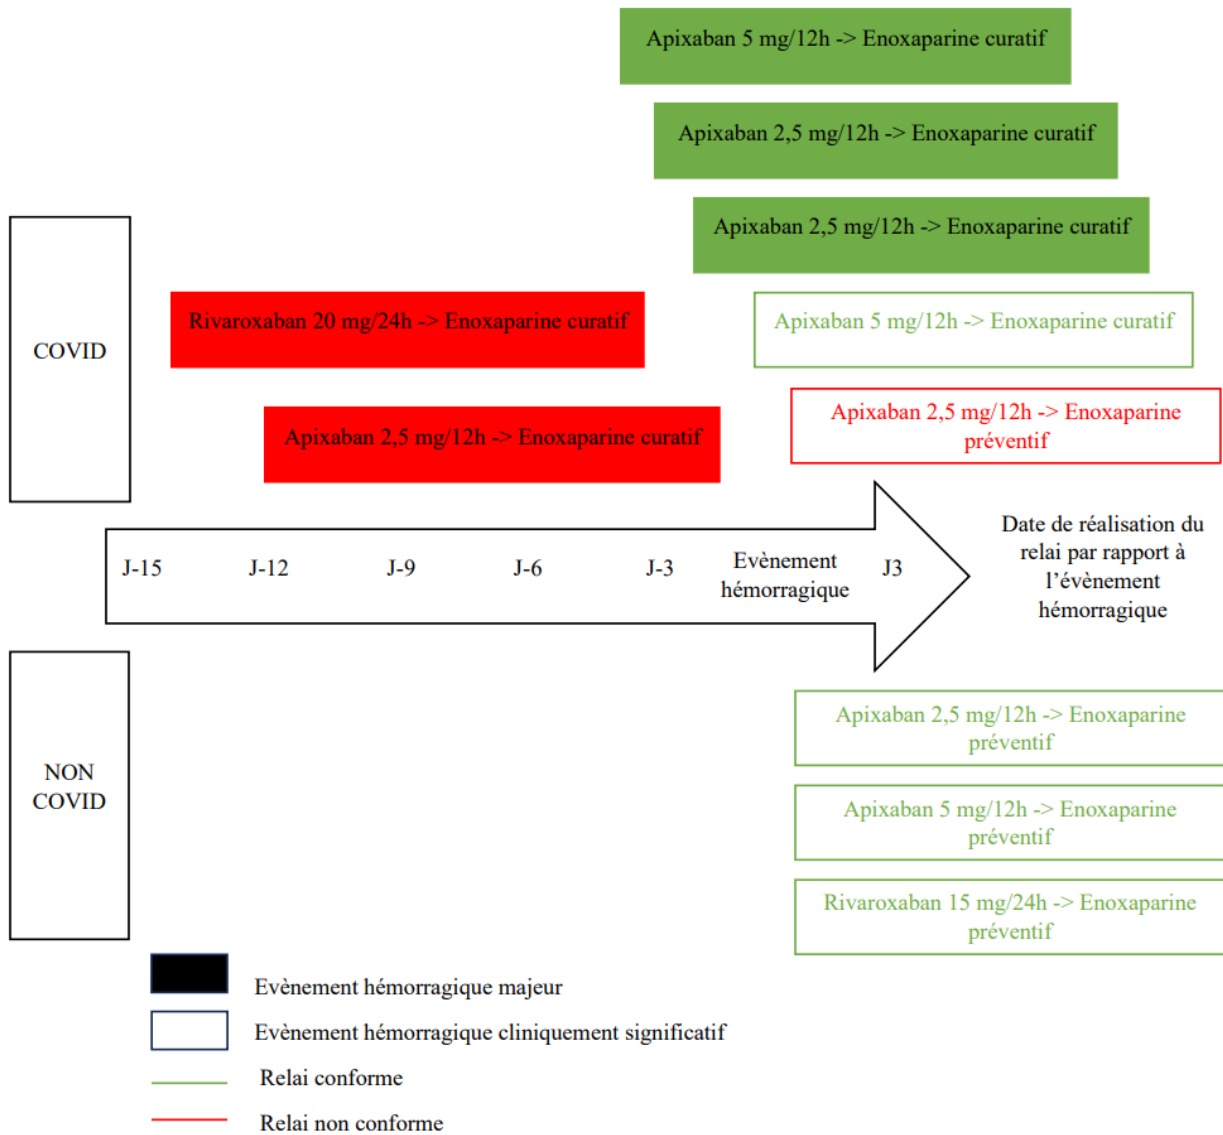 Apixaban 5 mg/12h -> Enoxaparine curatif
Apixaban 2,5 mg/12h -> Enoxaparine curatif
Apixaban 2,5 mg/12h -> Enoxaparine curatif
COVID
Rivaroxaban 20 mg/24h -> Enoxaparine curatif
Apixaban 5 mg/12h -> Enoxaparine curatif
Apixaban 2,5 mg/12h -> Enoxaparine curatif
Apixaban 2,5 mg/12h -> Enoxaparine
préventif
J-15
J-12
J-9
J-6
J-3
Evènement
hémorragique
J3
Date de réalisation du
relai par rapport à
l’évènement
hémorragique
NON
COVID
Apixaban 2,5 mg/12h -> Enoxaparine
préventif
Apixaban 5 mg/12h -> Enoxaparine
préventif
Rivaroxaban 15 mg/24h -> Enoxaparine
préventif
Evènement hémorragique majeur
Evènement hémorragique cliniquement significatif
Relai conforme
Relai non conforme